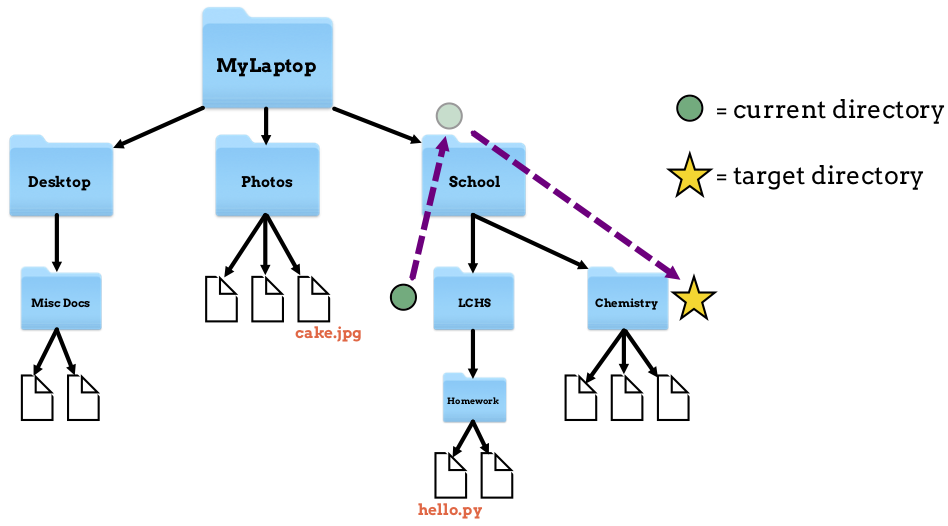 MyLaptop
= current directory
= target directory
Desktop
Photos
School
Misc Docs
LCHS
Chemistry
cake.jpg
Homework
hello.py